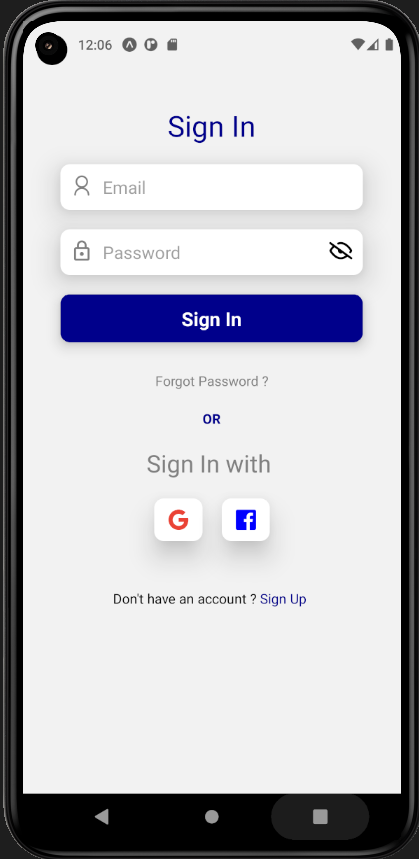 12:06
Sign In
Email
Password
Sign In
Forgot Password ?
OR
Sign In with
Don't have an account ? Sign Up